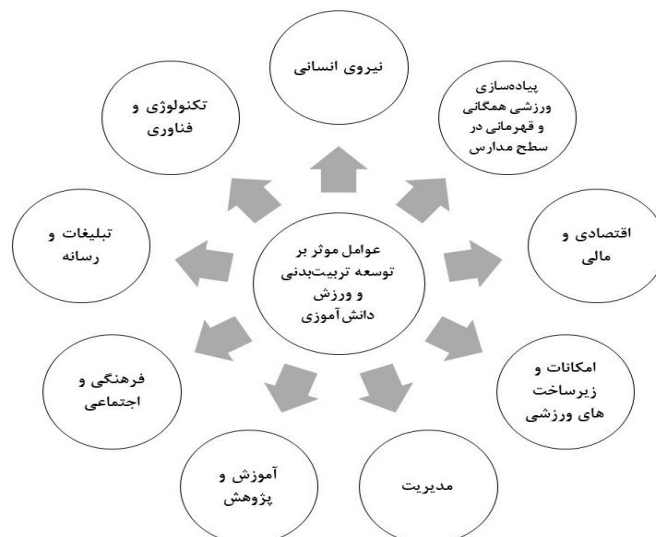 نیروی انسانی
پیاده‌سازی
ورزشی همگانی
و قهرمانی در
سطح مدارس
اقتصادی و
مالی
امکانات و
زیرساخت
های ورزشی
مدیریت
آموزش و
پژوهش
فرهنگی و
اجتماعی
تبلیغات و
رسانه
تکنولوژی و
فناوری
عوامل موثر بر
توسعه تربیت‌بدنی
و ورزش
دانش‌آموزی